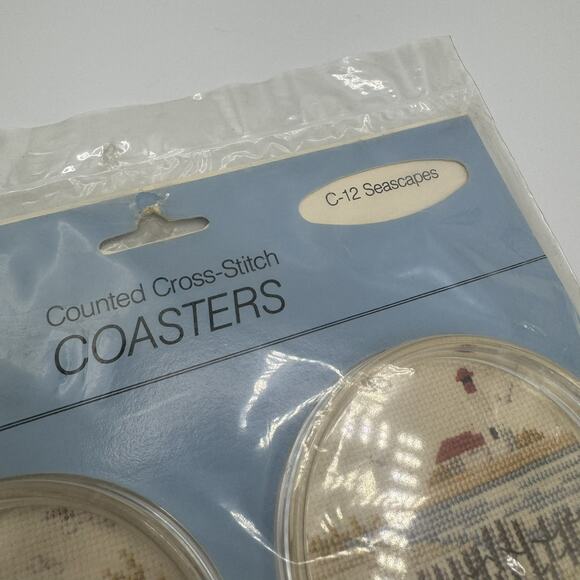 C-12 Seascapes
Counted Cross-Stitch
COASTERS